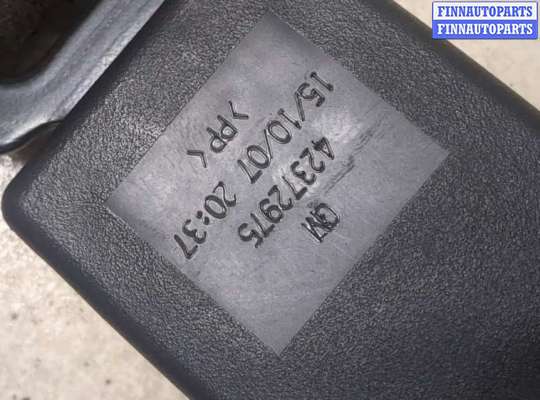 FINNAUTOPARTS
FINNAUTOPARTS
GM
42372975
15/10/07 20:37
>PP<